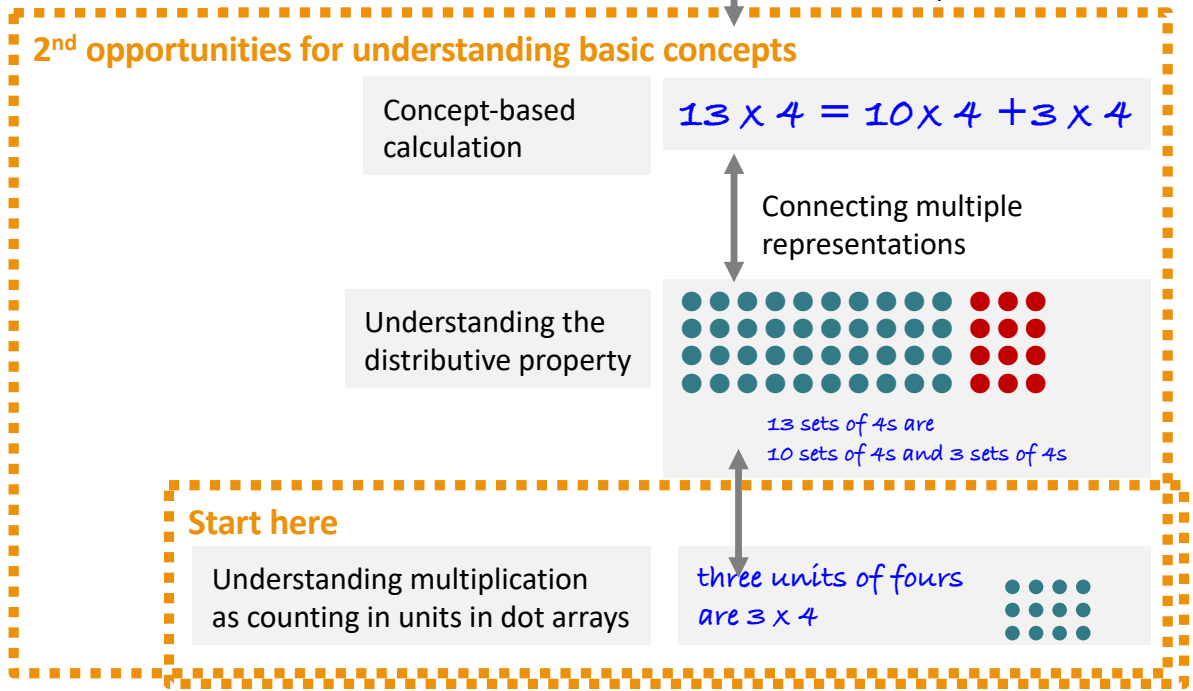 2nd opportunities for understanding basic concepts
Concept-based
calculation
13 x 4 = 10 x 4 + 3 x 4
Connecting multiple
representations
Understanding the
distributive property
13 sets of 4s are
10 sets of 4s and 3 sets of 4s
Start here
Understanding multiplication
as counting in units in dot arrays
three units of fours
are 3 x 4